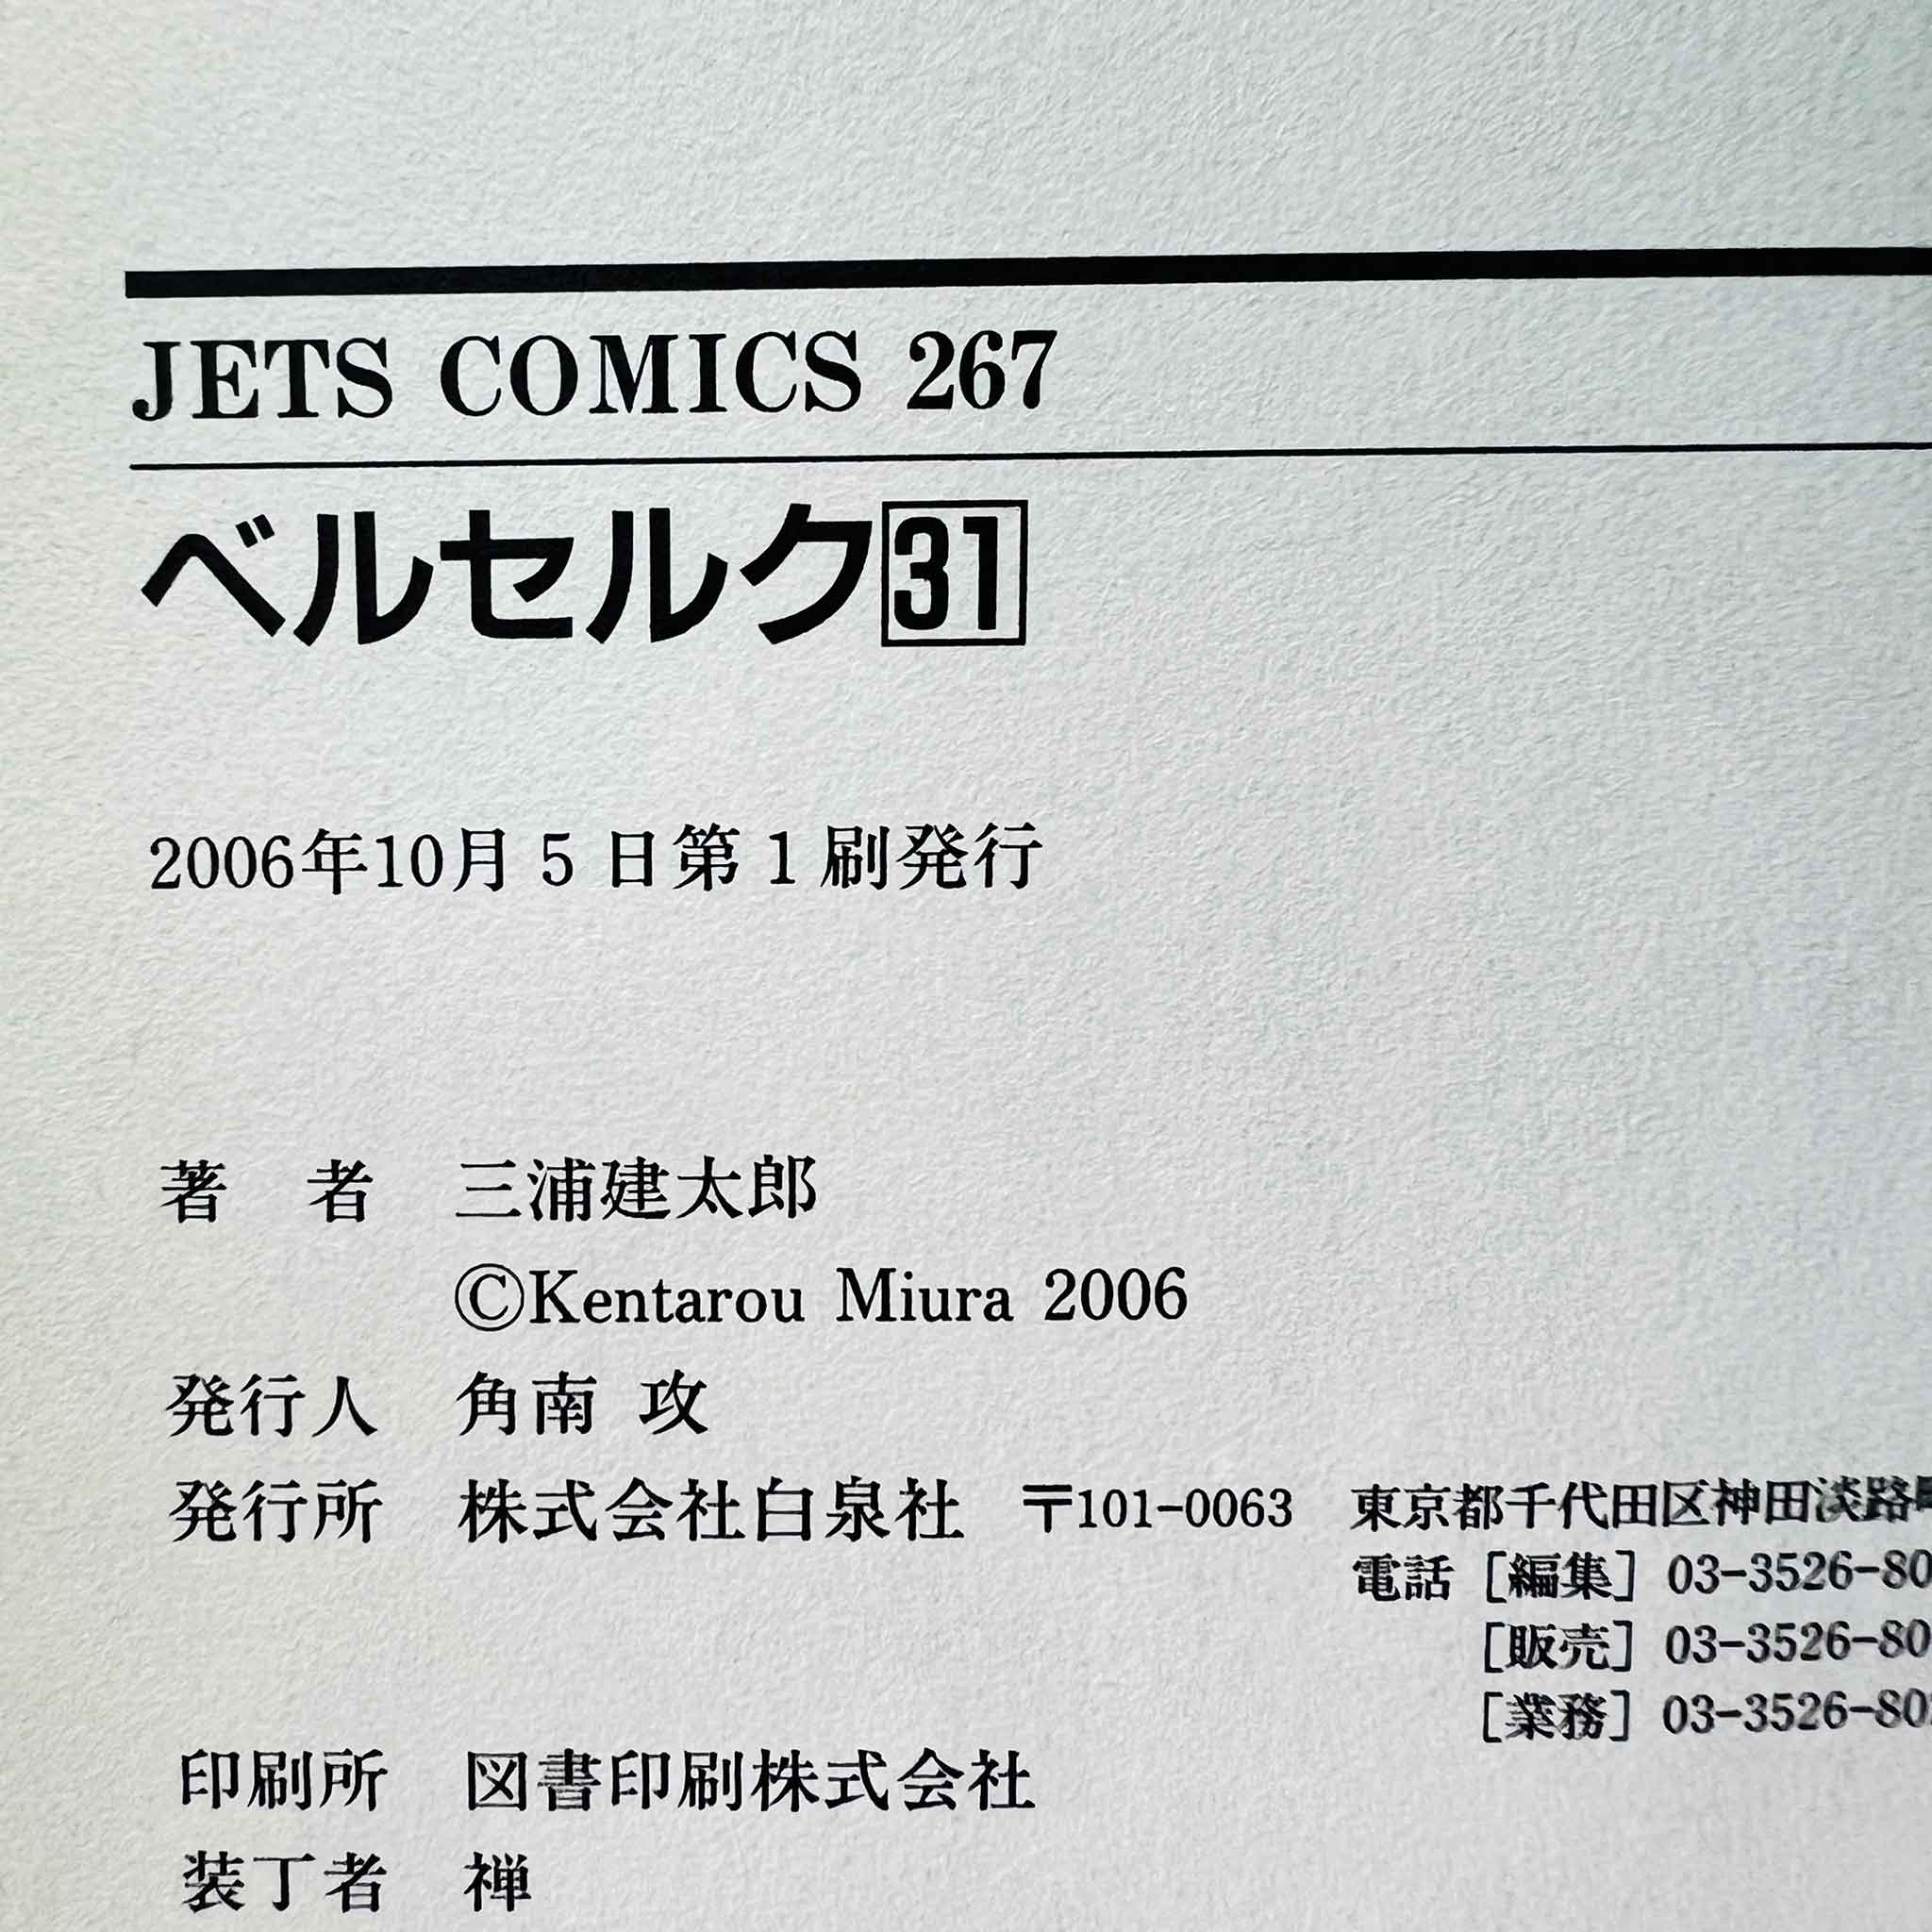 JETS COMICS 267
ベルセルク31
2006年10月5日第1刷発行
著　者　三浦建太郎
©Kentarou Miura 2006
発行人　角南 攻
発行所　株式会社白泉社　〒101-0063　東京都千代田区神田淡路
電話［編集］03-3526-80
［販売］03-3526-80
［業務］03-3526-80
印刷所　図書印刷株式会社
装丁者　禅